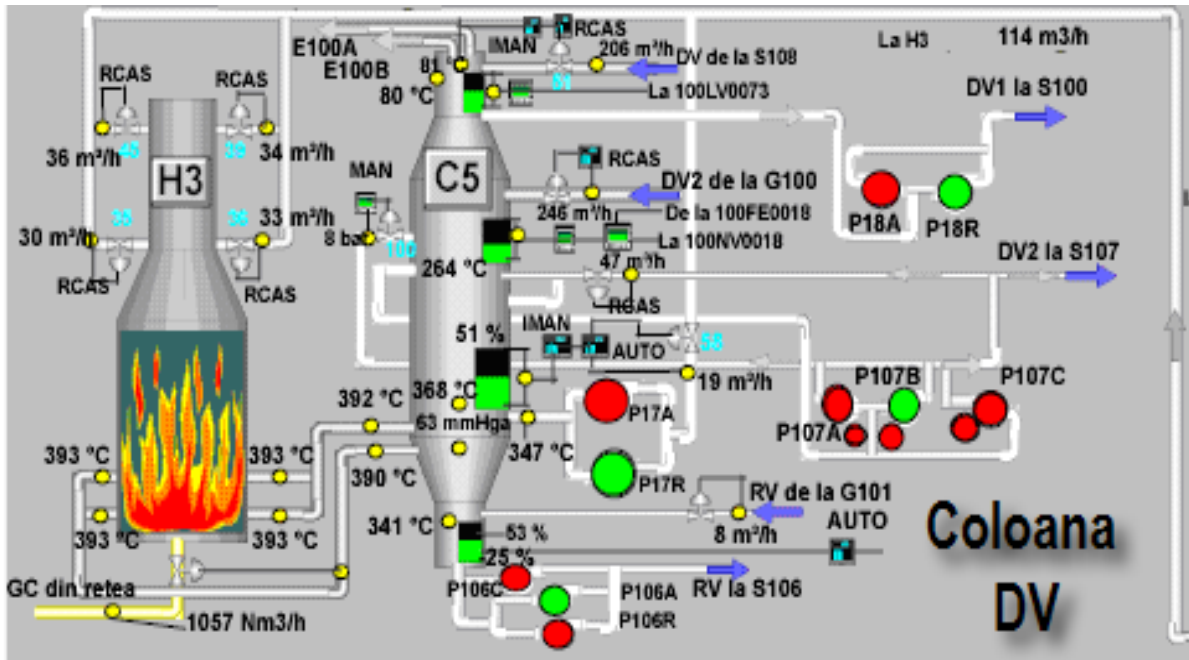 E100A
E100B
IMAN
RCAS
206 m³/h
DV de la S108
La H3
114 m3/h
RCAS
RCAS
81
80 °C
La 100LV0073
DV1 la S100
36 m³/h
34 m³/h
H3
MAN
C5
RCAS
DV2 de la G100
P18A
P18R
33 m³/h
30 m³/h
246 m³/h
De la 100FE0018
La 100NV0018
100
RCAS
RCAS
264 °C
47 m³/h
DV2 la S107
RCAS
51 %
IMAN
AUTO
19 m³/h
P107B
P107C
368 °C
392 °C
P17A
P107A
63 mmHga
347 °C
393 °C
393 °C
390 °C
P17R
RV de la G101
341 °C
AUTO
Coloana
393 °C
393 °C
53 %
8 m³/h
-25 %
GC din retea
P106C
P106A
RV la S106
DV
P106R
1057 Nm3/h